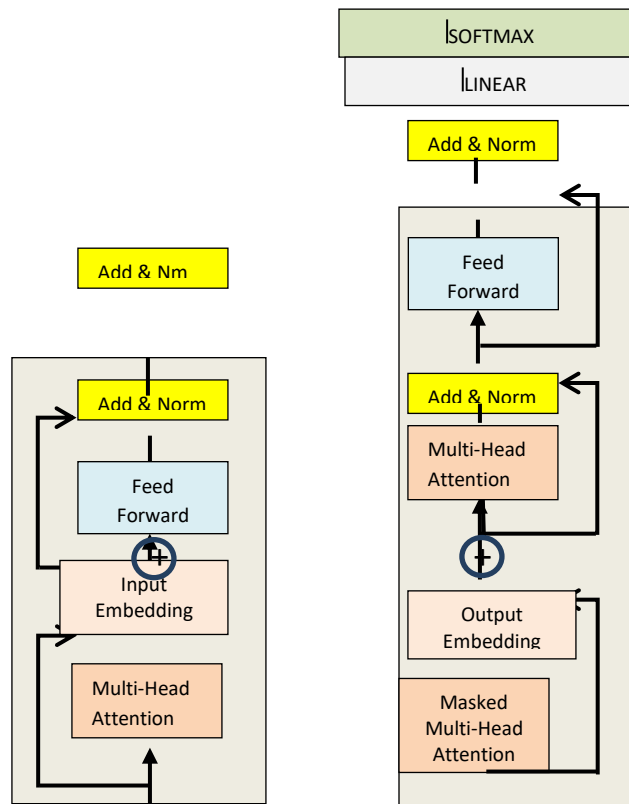 SOFTMAX
LINEAR
Add & Norm
Feed
Forward
Add & Norm
Multi-Head
Attention
+
Output
Embedding
Masked
Multi-Head
Attention
Add & Nm
Add & Norm
Feed
Forward
+
Input
Embedding
Multi-Head
Attention